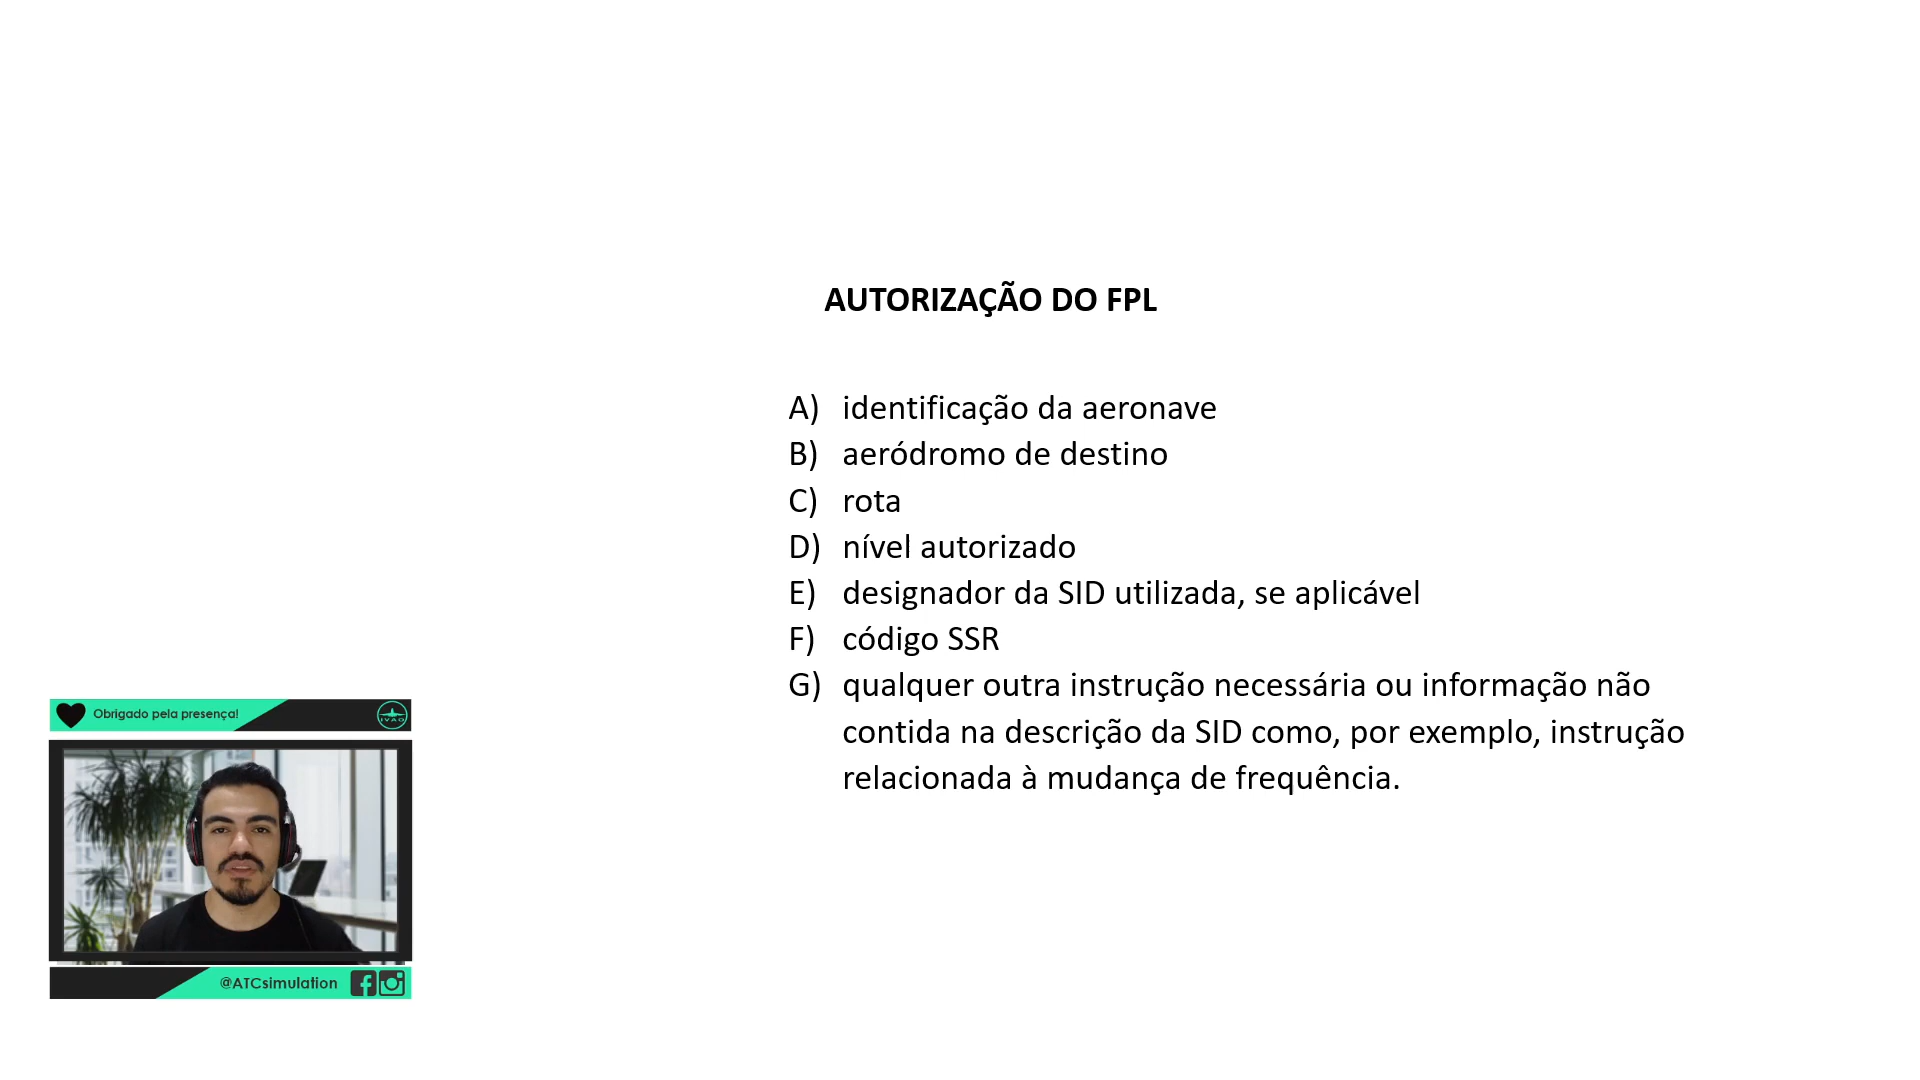 AUTORIZAÇÃO DO FPL
A) identificação da aeronave
B) aeródromo de destino
C) rota
D) nível autorizado
E) designador da SID utilizada, se aplicável
F) código SSR
G) qualquer outra instrução necessária ou informação não
contida na descrição da SID como, por exemplo, instrução
relacionada à mudança de frequência.
Obrigado pela presença!
IVAO
@ATCsimulation